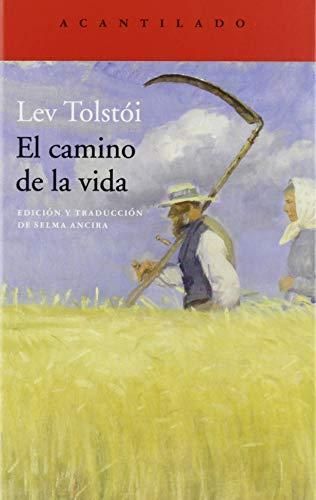 ACANTILADO
Lev Tolstói
El camino
de la vida
EDICIÓN Y TRADUCCIÓN
DE SELMA ANCIRA